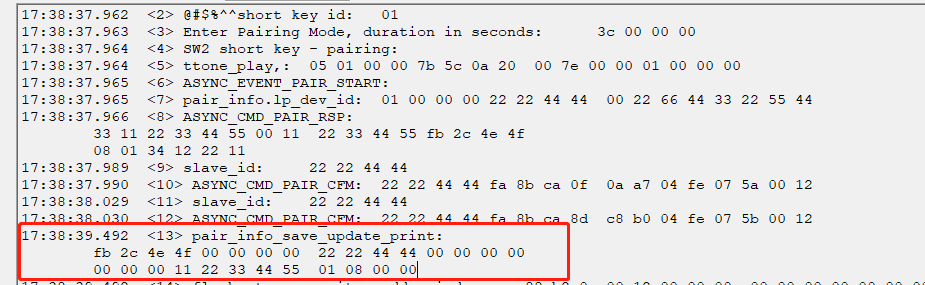 17:38:37.962 <2> @#$%^^short key id: 01
17:38:37.963 <3> Enter Pairing Mode, duration in seconds: 3c 00 00 00
17:38:37.964 <4> SW2 short key - pairing:
17:38:37.964 <5> ttone_play,: 05 01 00 00 7b 5c 0a 20 00 7e 00 00 01 00 00 00
17:38:37.965 <6> ASYNC_EVENT_PAIR_START:
17:38:37.965 <7> pair_info.lp_dev_id: 01 00 00 00 22 22 44 44 00 22 66 44 33 22 55 44
17:38:37.966 <8> ASYNC_CMD_PAIR_RSP:
33 11 22 33 44 55 00 11 22 33 44 55 fb 2c 4e 4f
08 01 34 12 22 11
17:38:37.989 <9> slave_id: 22 22 44 44
17:38:37.990 <10> ASYNC_CMD_PAIR_CFM: 22 22 44 44 fa 8b ca 0f 0a a7 04 fe 07 5a 00 12
17:38:38.029 <11> slave_id: 22 22 44 44
17:38:38.030 <12> ASYNC_CMD_PAIR_CFM: 22 22 44 44 fa 8b ca 8d c8 b0 04 fe 07 5b 00 12
17:38:39.492 <13> pair_info_save_update_print:
fb 2c 4e 4f 00 00 00 00 22 22 44 44 00 00 00 00
00 00 00 11 22 33 44 55 01 08 00 00